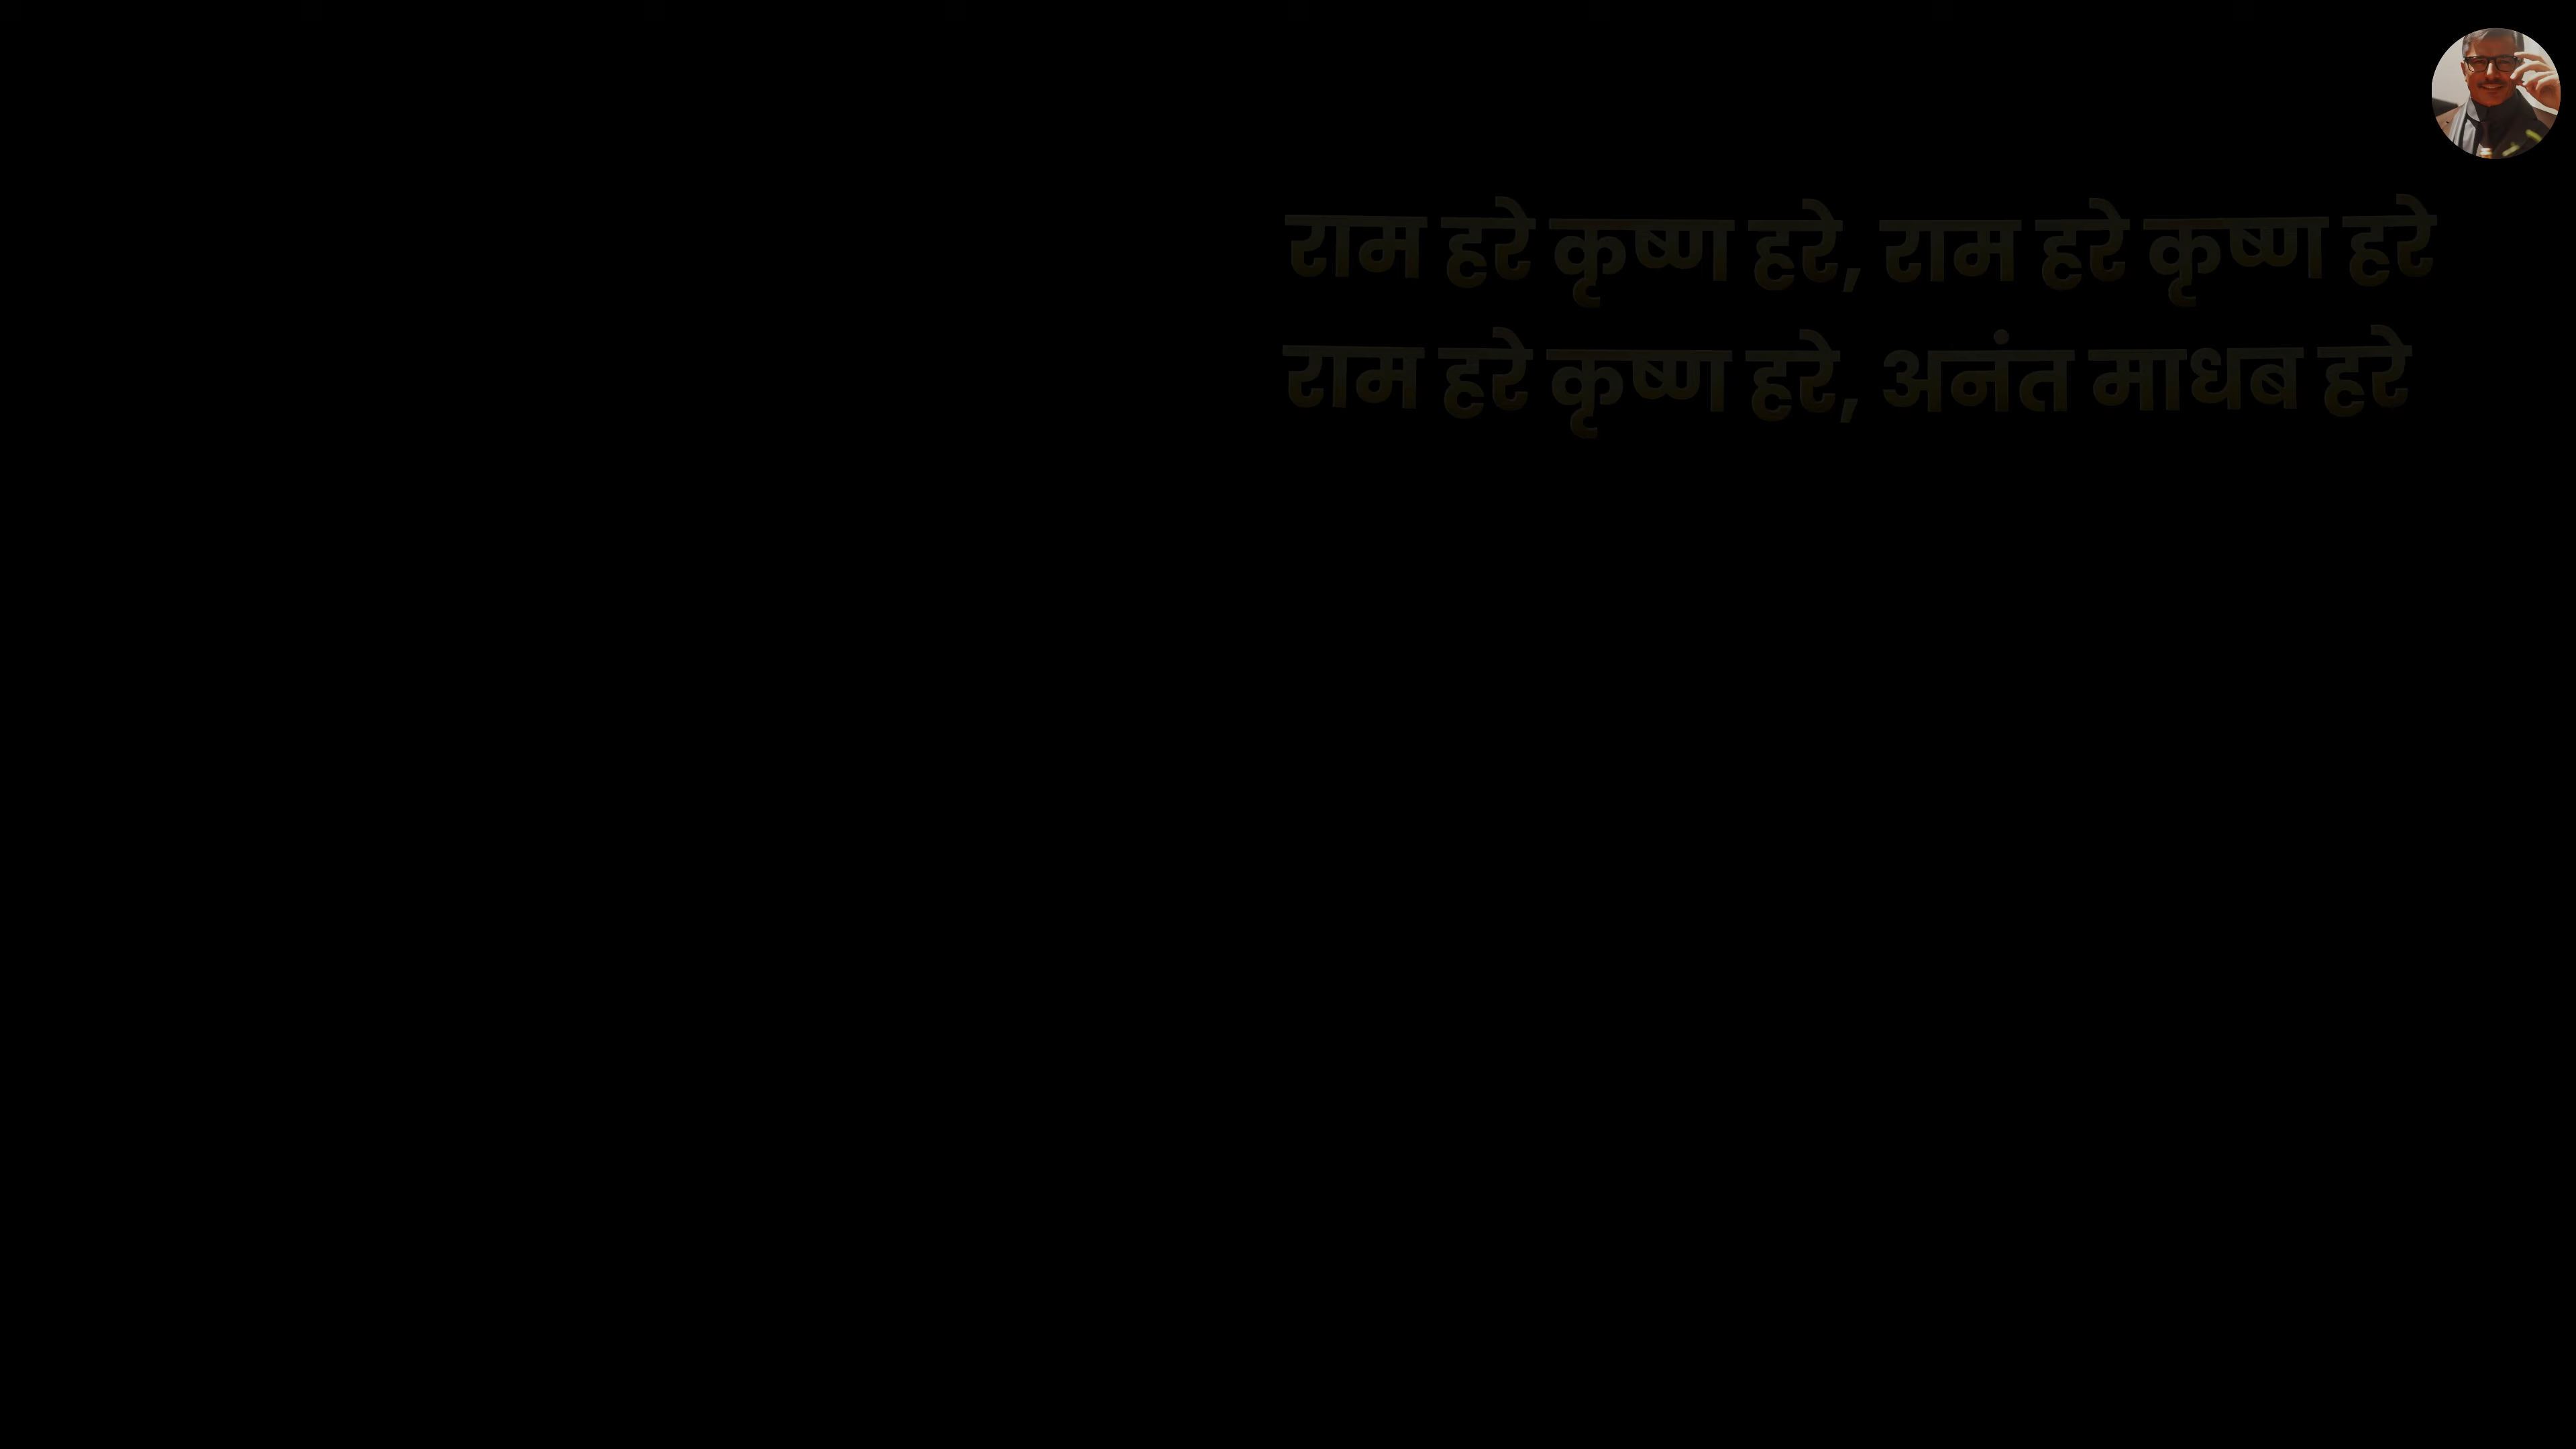 राम हरे कृष्ण हरे, राम हरे कृष्ण हरे
राम हरे कृष्ण हरे, अनंत माधब हरे